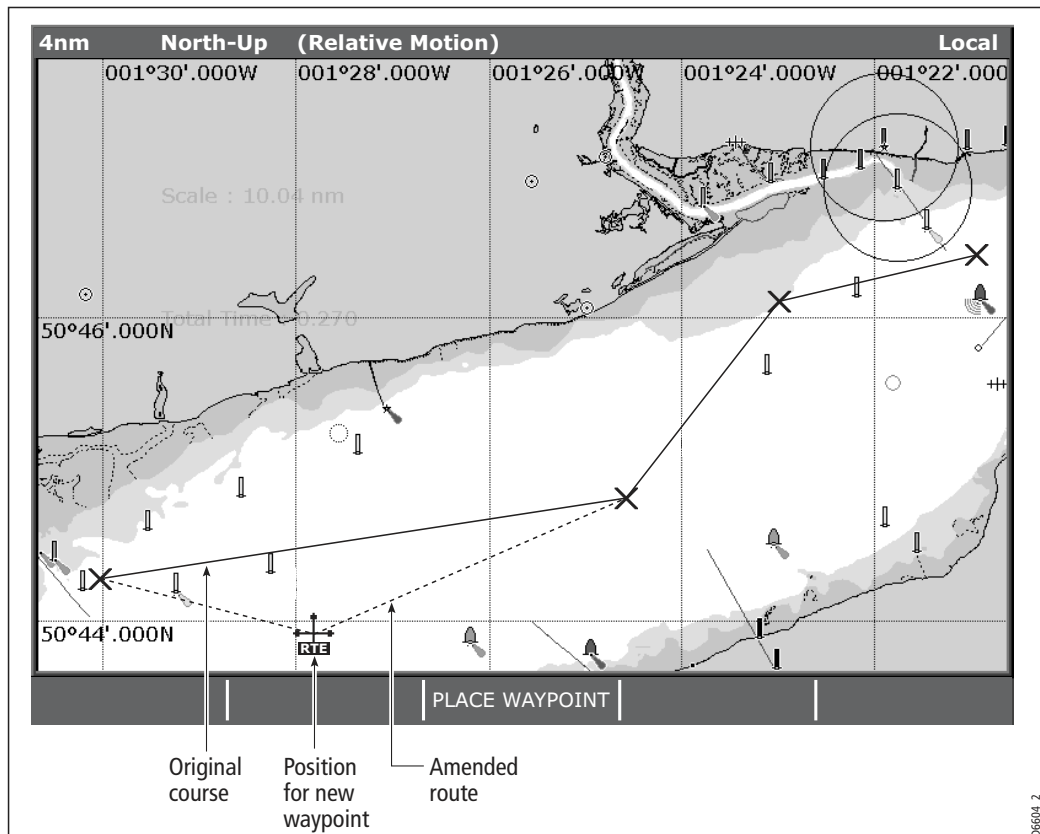 4nm North-Up (Relative Motion) Local
001°30'.000W 001°28'.000W 001°26'.000W 001°24'.000W 001°22'.000
Scale : 10.04 nm
50°46'.000N
50°44'.000N
RTE
PLACE WAYPOINT
Original course
Position for new waypoint
Amended route
D6604_2